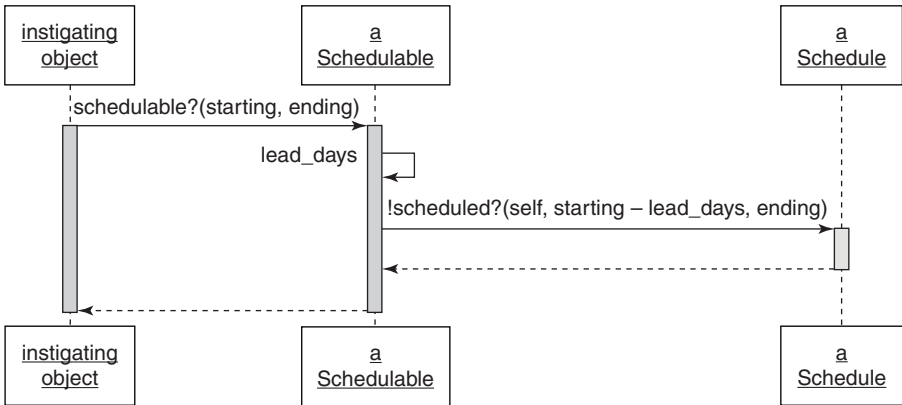 instigating
object
a
Schedulable
a
Schedule
schedulable?(starting, ending)
lead_days
!scheduled?(self, starting – lead_days, ending)
instigating
object
a
Schedulable
a
Schedule